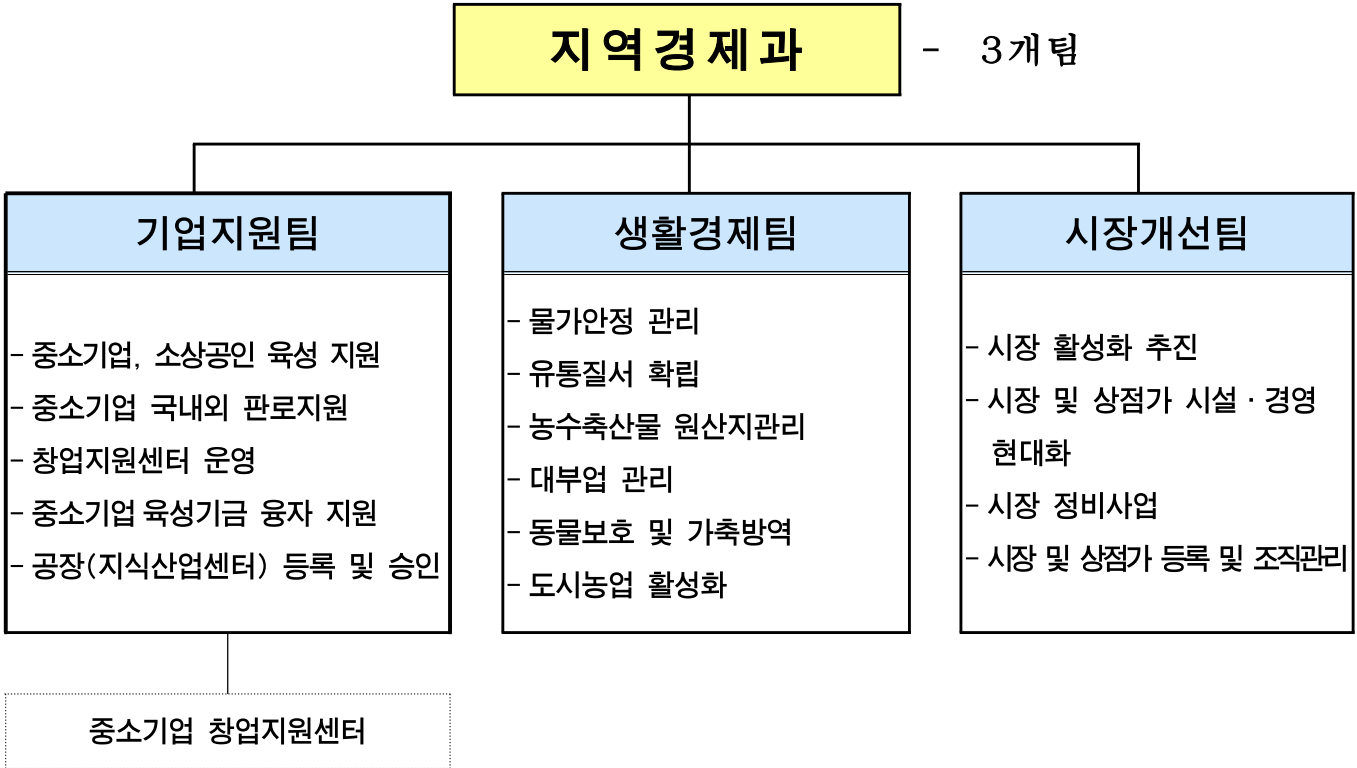 지역경제과 - 3개팀
기업지원팀
- 중소기업, 소상공인 육성 지원
- 중소기업 국내외 판로지원
- 창업지원센터 운영
- 중소기업 육성기금 융자 지원
- 공장(지식산업센터) 등록 및 승인
중소기업 창업지원센터
생활경제팀
- 물가안정 관리
- 유통질서 확립
- 농수축산물 원산지관리
- 대부업 관리
- 동물보호 및 가축방역
- 도시농업 활성화
시장개선팀
- 시장 활성화 추진
- 시장 및 상점가 시설·경영
현대화
- 시장 정비사업
- 시장 및 상점가 등록 및 조직관리